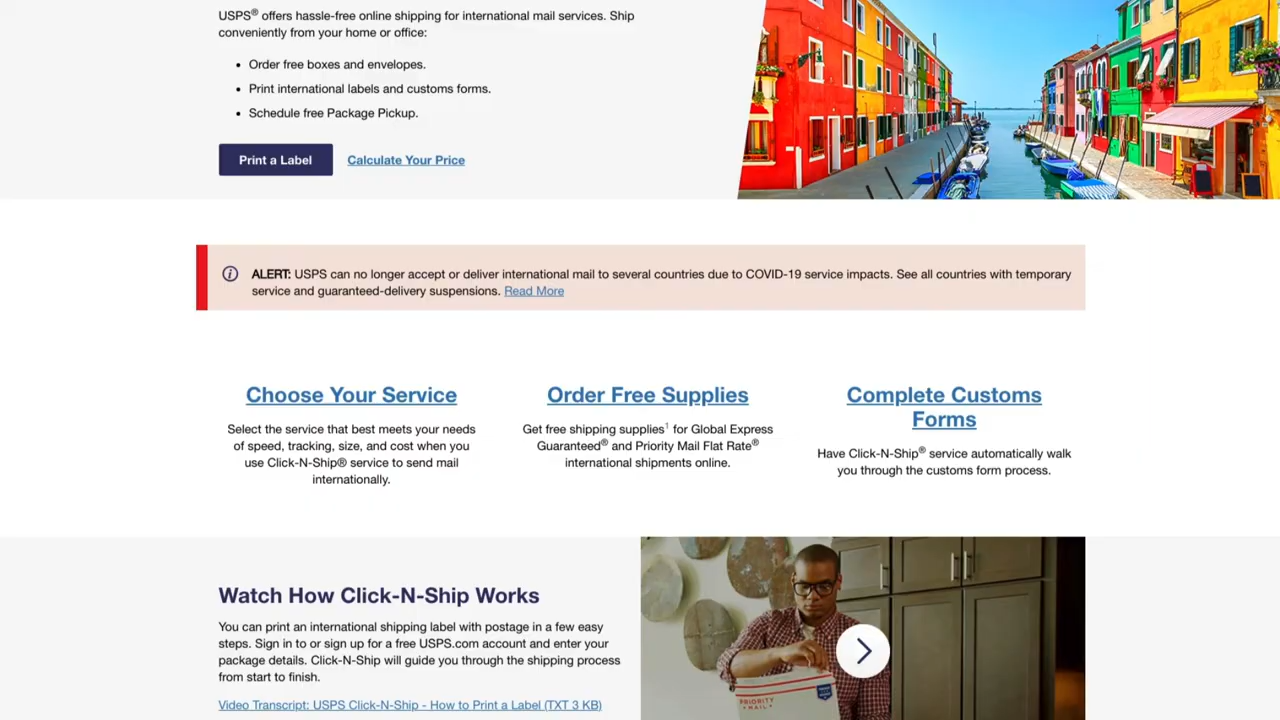 USPS® offers hassle-free online shipping for international mail services. Ship
conveniently from your home or office:
• Order free boxes and envelopes.
• Print international labels and customs forms.
• Schedule free Package Pickup.
Print a Label
Calculate Your Price
ALERT: USPS can no longer accept or deliver international mail to several countries due to COVID-19 service impacts. See all countries with temporary
service and guaranteed-delivery suspensions. Read More
Choose Your Service
Select the service that best meets your needs
of speed, tracking, size, and cost when you
use Click-N-Ship® service to send mail
internationally.
Order Free Supplies
Get free shipping supplies¹ for Global Express
Guaranteed® and Priority Mail Flat Rate®
international shipments online.
Complete Customs
Forms
Have Click-N-Ship® service automatically walk
you through the customs form process.
Watch How Click-N-Ship Works
You can print an international shipping label with postage in a few easy
steps. Sign in to or sign up for a free USPS.com account and enter your
package details. Click-N-Ship will guide you through the shipping process
from start to finish.
Video Transcript: USPS Click-N-Ship - How to Print a Label (TXT 3 KB)
PRIORITY
MAIL